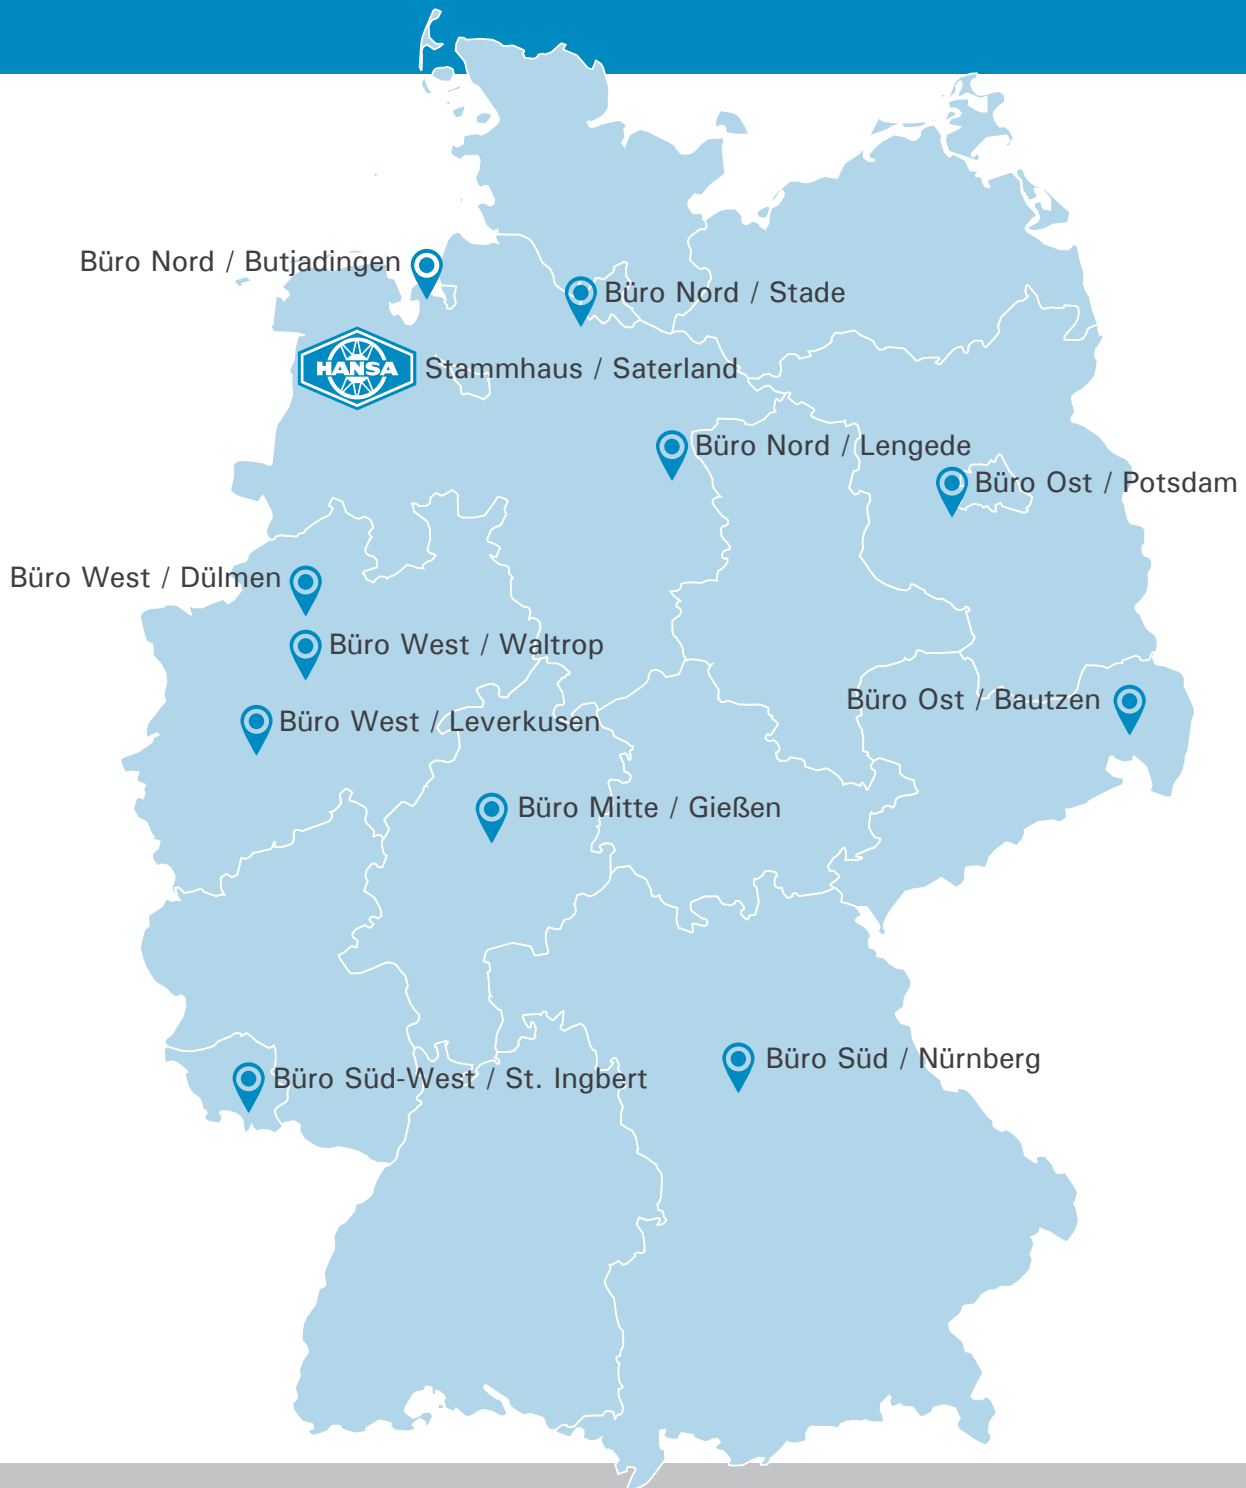 Büro Nord / Butjadingen
Büro Nord / Stade
HANSA
Stammhaus / Saterland
Büro Nord / Lengede
Büro Ost / Potsdam
Büro West / Dülmen
Büro West / Waltrop
Büro Ost / Bautzen
Büro West / Leverkusen
Büro Mitte / Gießen
Büro Süd / Nürnberg
Büro Süd-West / St. Ingbert